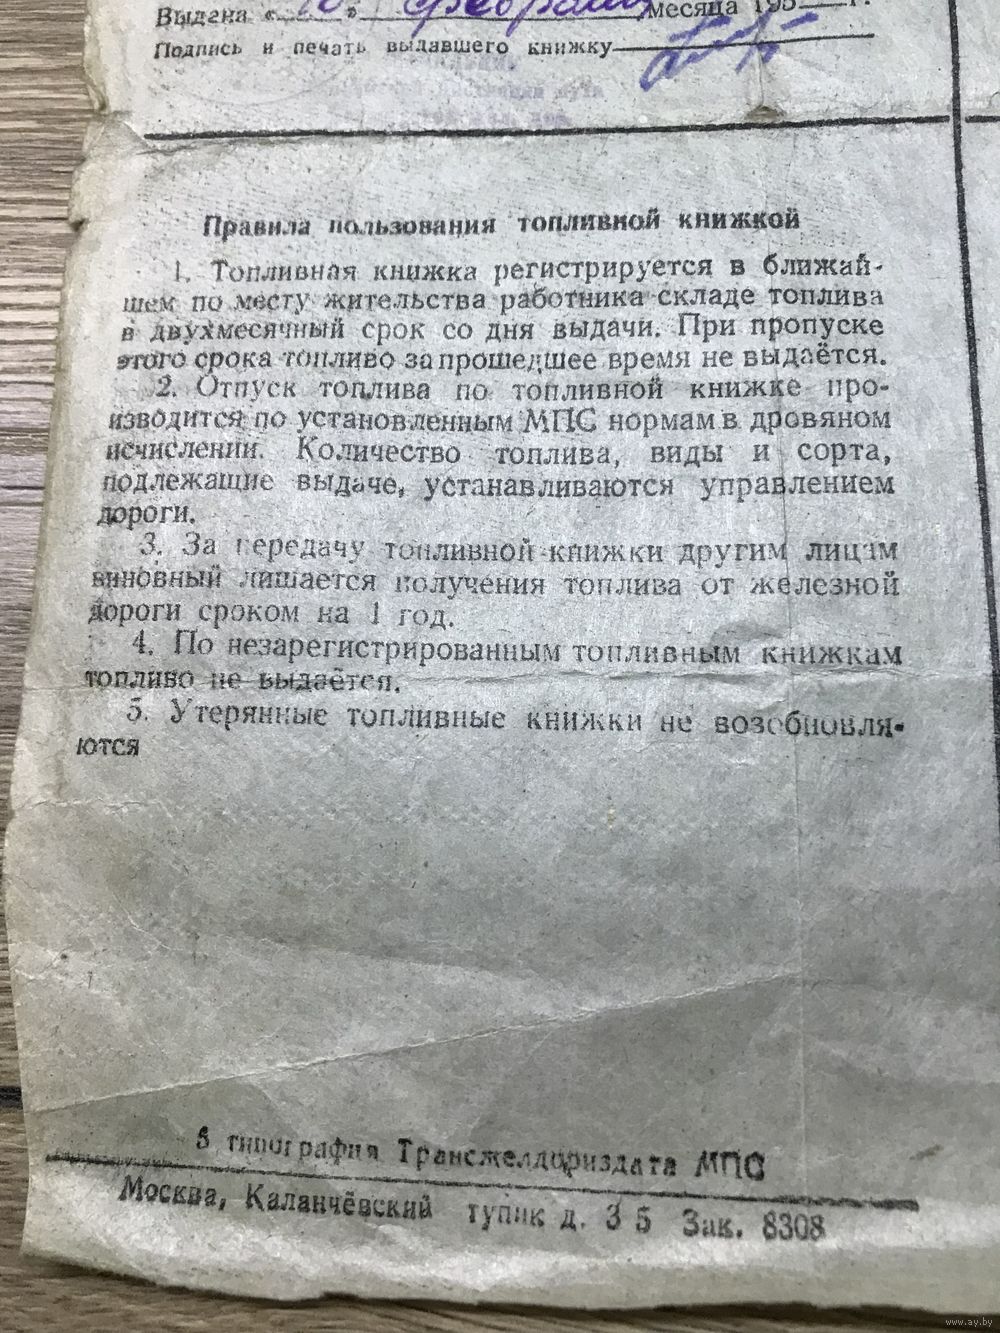 Выдана « » февраля месяца 195 г.
Подпись и печать выдавшего книжку
Правила пользования топливной книжкой
1. Топливная книжка регистрируется в ближай-
шем по месту жительства работника складе топлива
в двухмесячный срок со дня выдачи. При пропуске
этого срока топливо за прошедшее время не выдаётся.
2. Отпуск топлива по топливной книжке про-
изводится по установленным МПС нормам в дровяном
исчислении. Количество топлива, виды и сорта,
подлежащие выдаче, устанавливаются управлением
дороги.
3. За передачу топливной книжки другим лицам
виновный лишается получения топлива от железной
дороги сроком на 1 год.
4. По незарегистрированным топливным книжкам
топливо не выдаётся.
5. Утерянные топливные книжки не возобновля-
ются
5 типография Трансжелдориздата МПС
Москва, Каланчёвский тупик д. 3 5 Зак. 8308
www.ay.by